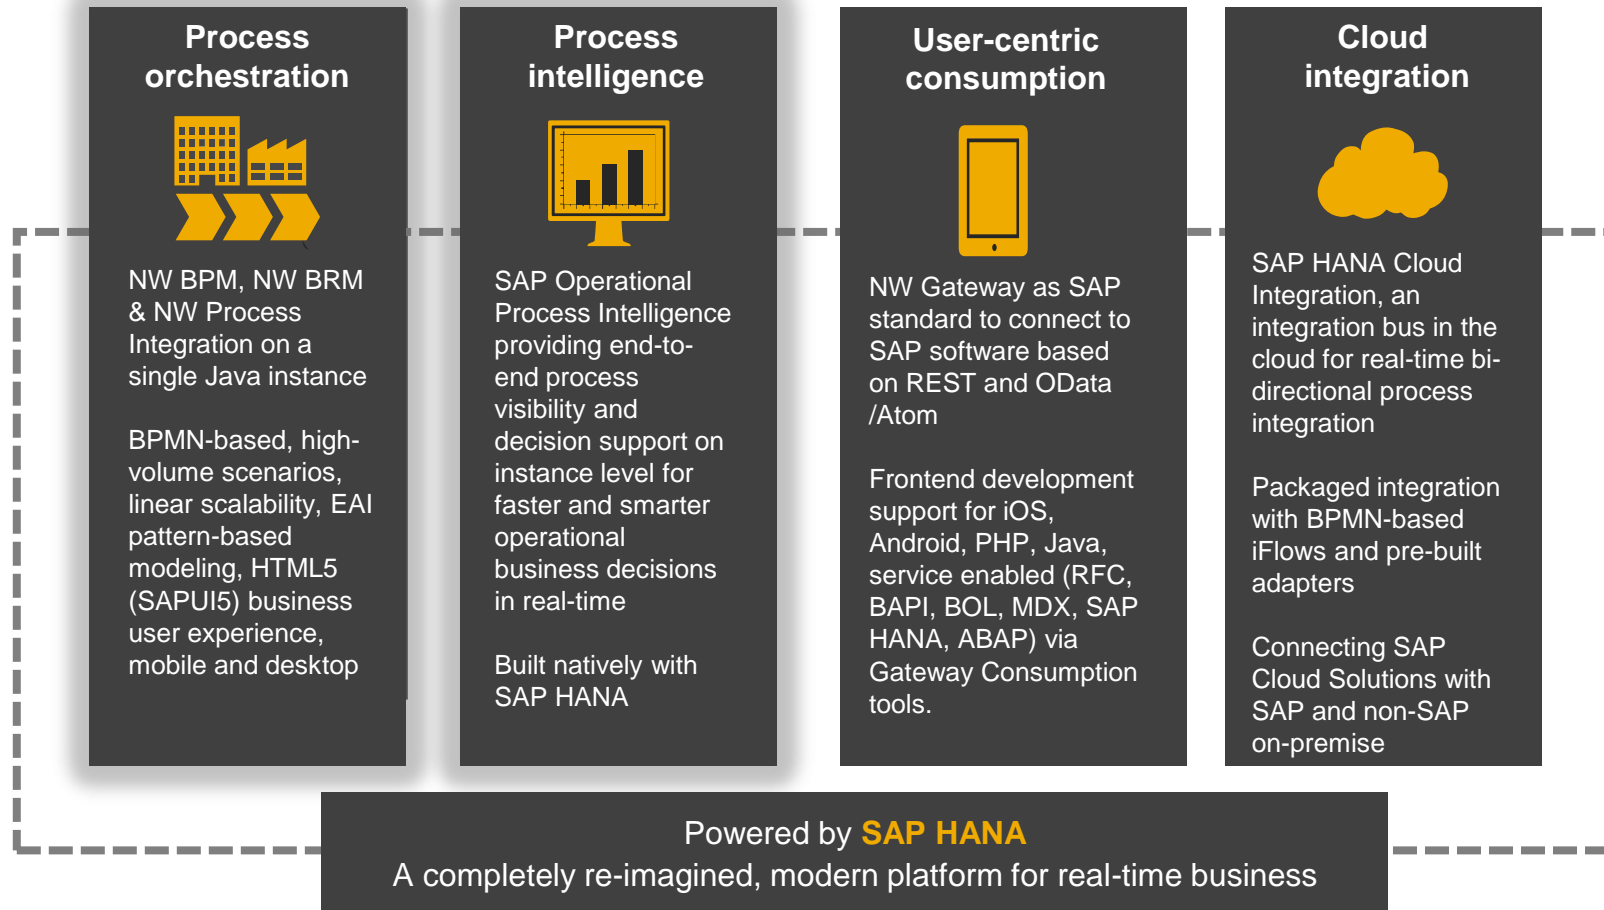 Process
orchestration
NW BPM, NW BRM
& NW Process
Integration on a
single Java instance
BPMN-based, high-
volume scenarios,
linear scalability, EAI
pattern-based
modeling, HTML5
(SAPUI5) business
user experience,
mobile and desktop
Process
intelligence
SAP Operational
Process Intelligence
providing end-to-
end process
visibility and
decision support on
instance level for
faster and smarter
operational
business decisions
in real-time
Built natively with
SAP HANA
User-centric
consumption
NW Gateway as SAP
standard to connect to
SAP software based
on REST and OData
/Atom
Frontend development
support for iOS,
Android, PHP, Java,
service enabled (RFC,
BAPI, BOL, MDX, SAP
HANA, ABAP) via
Gateway Consumption
tools.
Cloud
integration
SAP HANA Cloud
Integration, an
integration bus in the
cloud for real-time bi-
directional process
integration
Packaged integration
with BPMN-based
iFlows and pre-built
adapters
Connecting SAP
Cloud Solutions with
SAP and non-SAP
on-premise
Powered by SAP HANA
A completely re-imagined, modern platform for real-time business